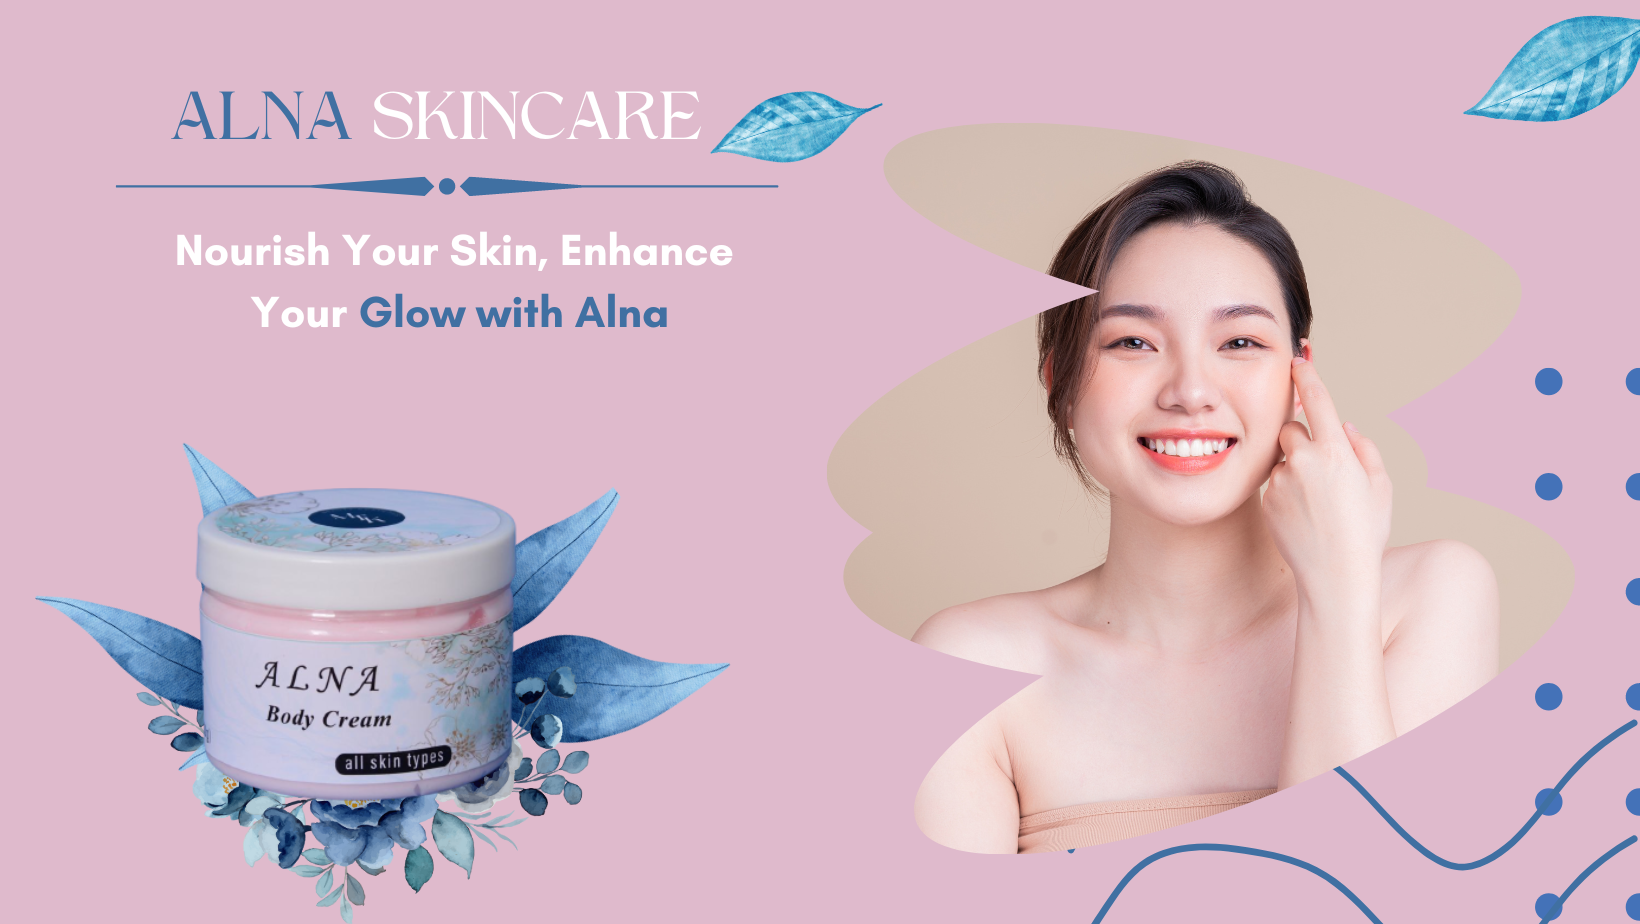 ALNA SKINCARE
Nourish Your Skin, Enhance
Your Glow with Alna
ALNA
Body Cream
all skin types